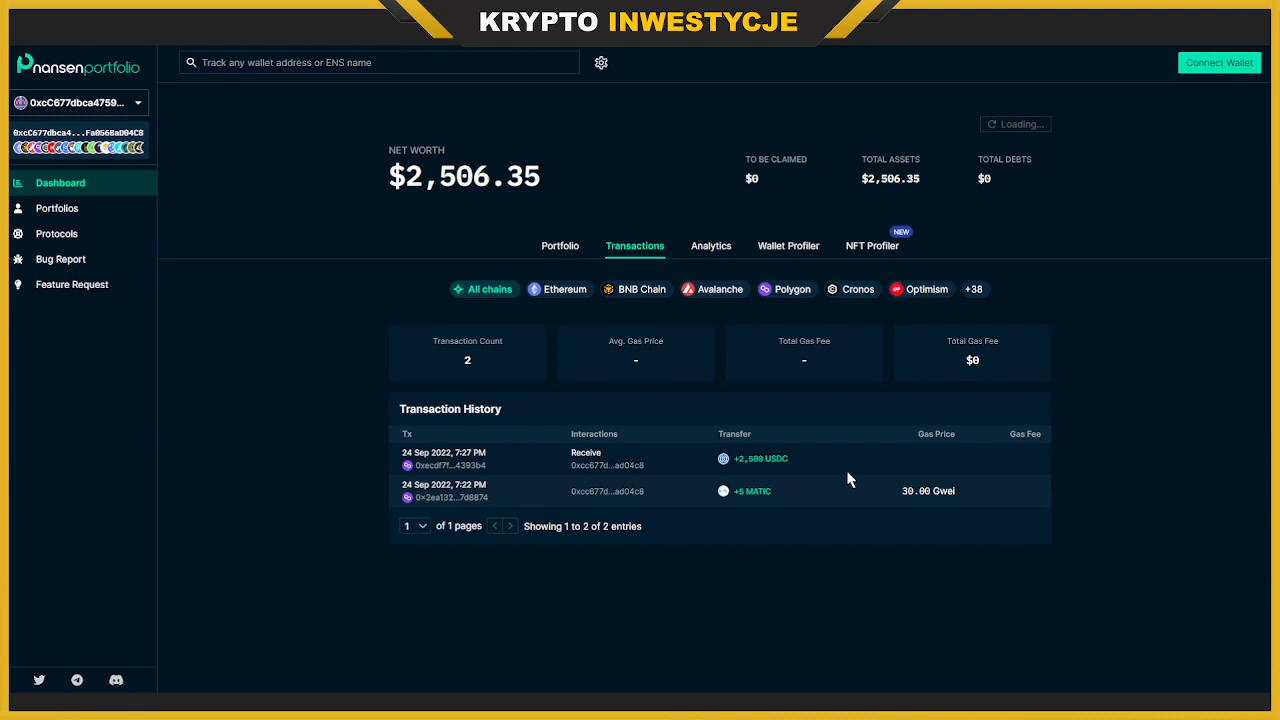 KRYPTO INWESTYCJE
nansenportfolio
Track any wallet address or ENS name
Connect Wallet
0xcC677dbca4759...
0xcC677dbca4...Fa056BaD04C8
Dashboard
Portfolios
Protocols
Bug Report
Feature Request
Loading...
NET WORTH
$2,506.35
TO BE CLAIMED
$0
TOTAL ASSETS
$2,506.35
TOTAL DEBTS
$0
NEW
Portfolio Transactions Analytics Wallet Profiler NFT Profiler
All chains Ethereum BNB Chain Avalanche Polygon Cronos Optimism +38
Transaction Count
2
Avg. Gas Price
-
Total Gas Fee
-
Total Gas Fee
$0
Transaction History
Tx Interactions Transfer Gas Price Gas Fee
24 Sep 2022, 7:27 PM Receive
0xecdf7f...4393b4 0xcc677d...ad04c8 +2,500 USDC
24 Sep 2022, 7:22 PM
0x2ea132...7d8874 0xcc677d...ad04c8 +5 MATIC 30.00 Gwei
1 of 1 pages Showing 1 to 2 of 2 entries